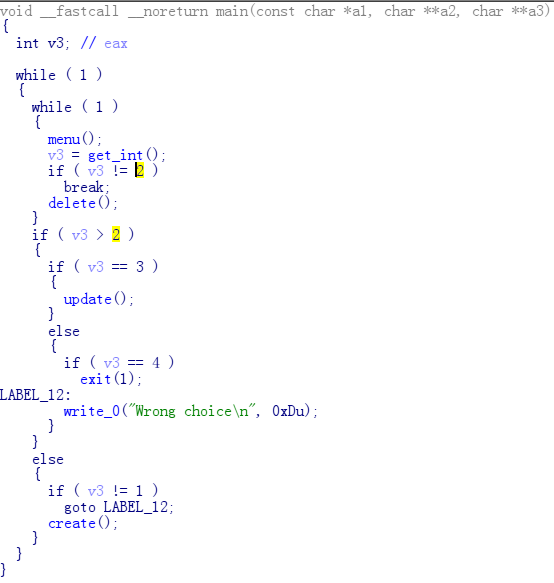 void __fastcall __noreturn main(const char *a1, char **a2, char **a3)
{
  int v3; // eax

  while ( 1 )
  {
    while ( 1 )
    {
      menu();
      v3 = get_int();
      if ( v3 != 2 )
        break;
      delete();
    }
    if ( v3 > 2 )
    {
      if ( v3 == 3 )
      {
        update();
      }
      else
      {
        if ( v3 == 4 )
          exit(1);
LABEL_12:
        write_0("Wrong choice\n", 0xDu);
      }
    }
    else
    {
      if ( v3 != 1 )
        goto LABEL_12;
      create();
    }
  }
}